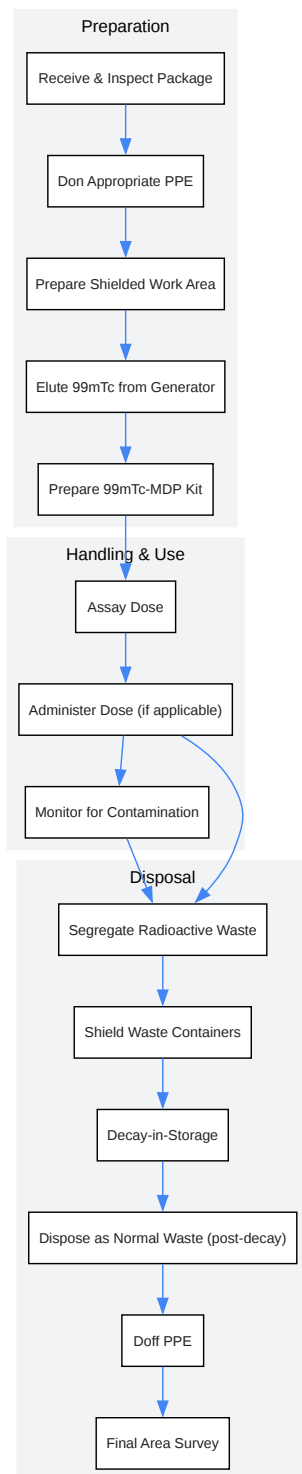 Preparation
Receive & Inspect Package
Don Appropriate PPE
Prepare Shielded Work Area
Elute 99mTc from Generator
Prepare 99mTc-MDP Kit
Handling & Use
Assay Dose
Administer Dose (if applicable)
Monitor for Contamination
Disposal
Segregate Radioactive Waste
Shield Waste Containers
Decay-in-Storage
Dispose as Normal Waste (post-decay)
Doff PPE
Final Area Survey